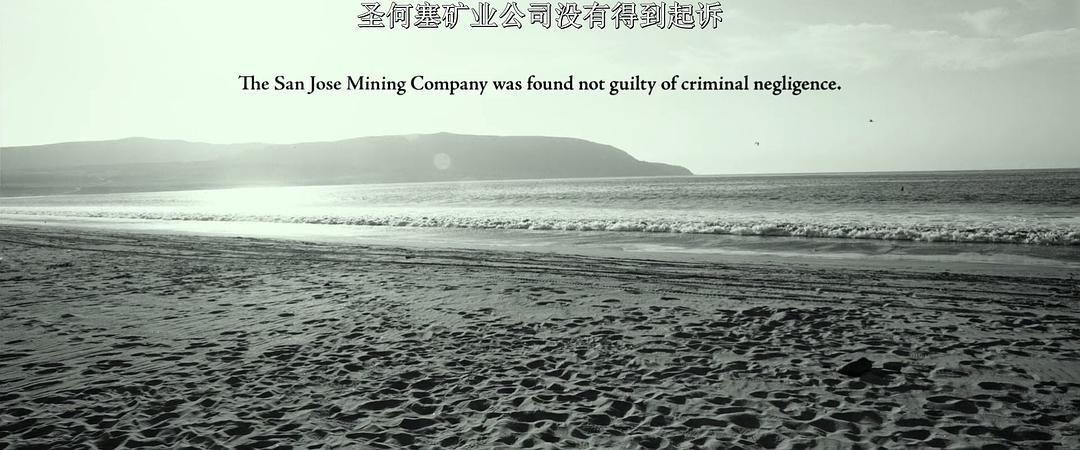 圣何塞矿业公司没有得到起诉
The San Jose Mining Company was found not guilty of criminal negligence.